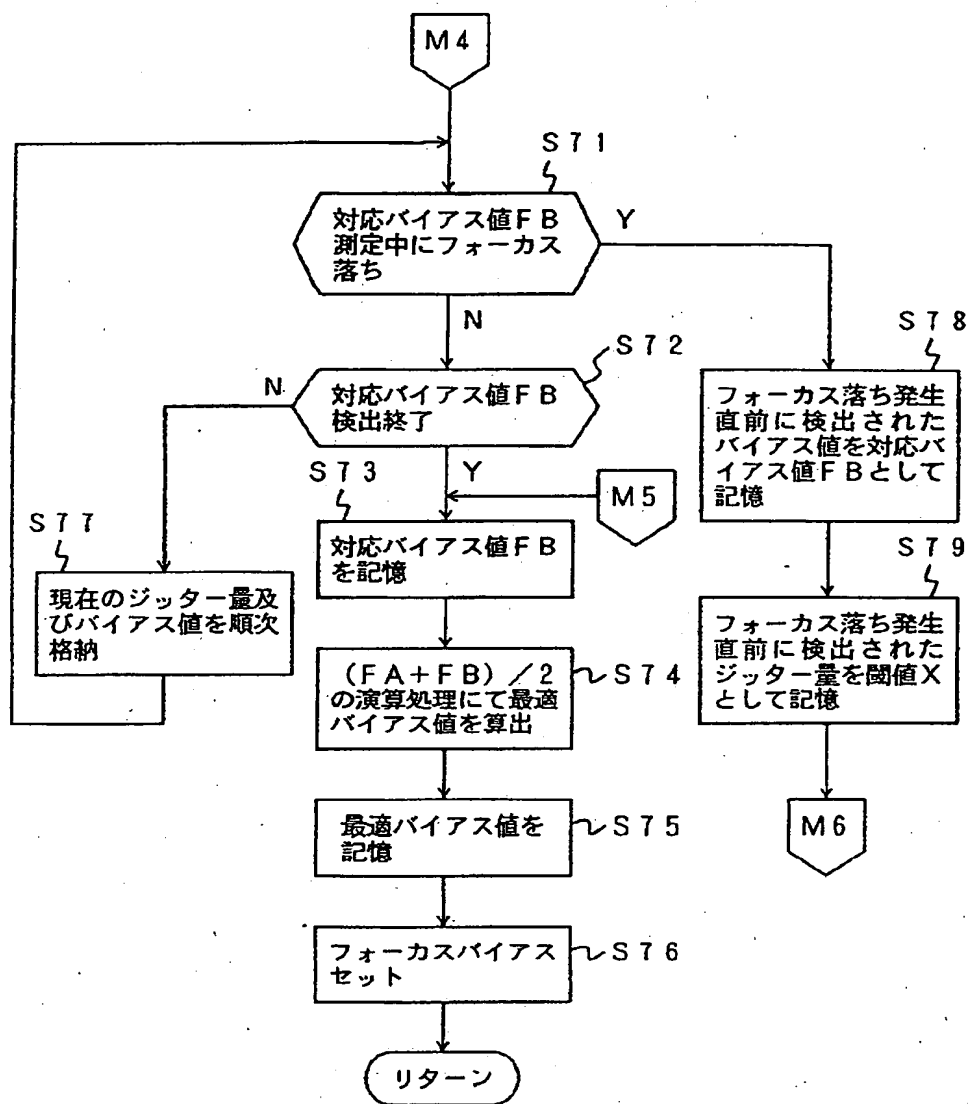 M4
S71
対応バイアス値FB
測定中にフォーカス
落ち
Y
N
S72
対応バイアス値FB
検出終了
N
Y
S73
M5
対応バイアス値FB
を記憶
S77
現在のジッター量及
びバイアス値を順次
格納
(FA+FB)/2
の演算処理にて最適
バイアス値を算出
S74
最適バイアス値を
記憶
S75
フォーカスバイアス
セット
S76
リターン
S78
フォーカス落ち発生
直前に検出された
バイアス値を対応バ
イアス値FBとして
記憶
S79
フォーカス落ち発生
直前に検出された
ジッター量を閾値X
として記憶
M6